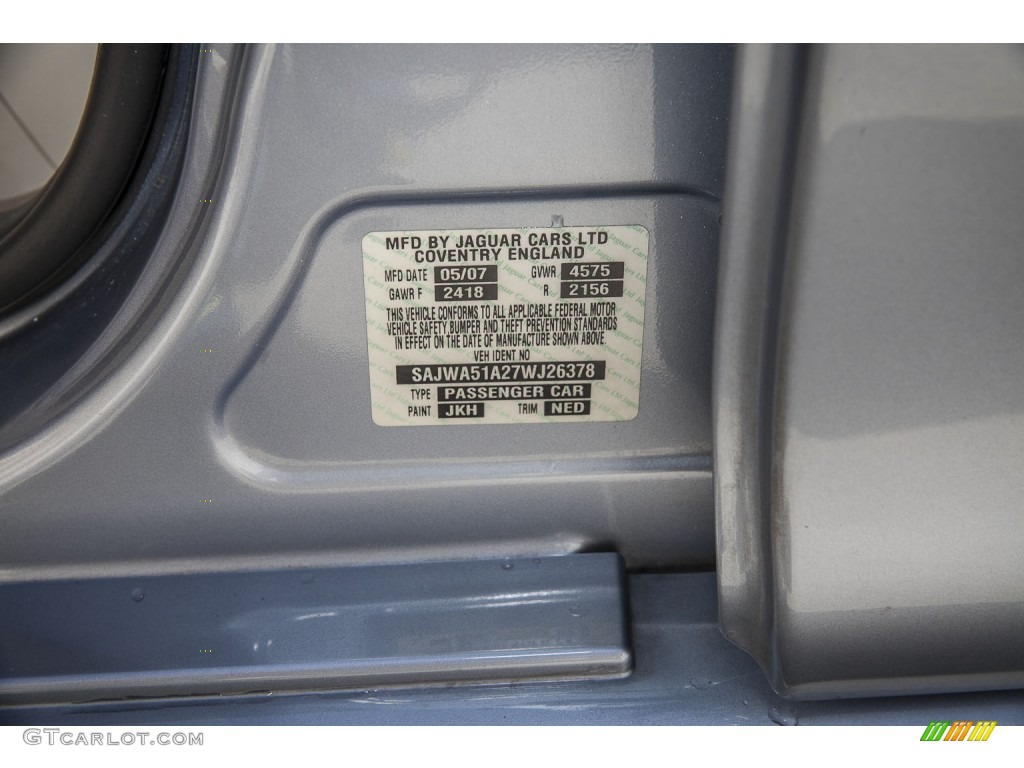 MFD BY JAGUAR CARS LTD
COVENTRY ENGLAND
MFD DATE 05/07 GVWR 4575
GAWR F 2418 R 2156
THIS VEHICLE CONFORMS TO ALL APPLICABLE FEDERAL MOTOR
VEHICLE SAFETY BUMPER AND THEFT PREVENTION STANDARDS
IN EFFECT ON THE DATE OF MANUFACTURE SHOWN ABOVE.
VEH IDENT NO
SAJWA51A27WJ26378
TYPE PASSENGER CAR
PAINT JKH TRIM NED
GTCARLOT.COM